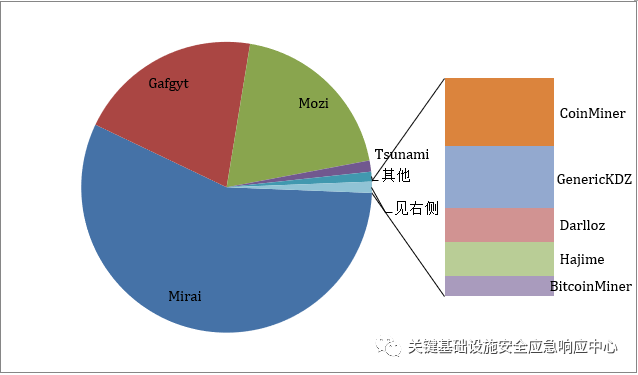 Gafgyt
Mozi
Tsunami
其他
见右侧
Mirai
CoinMiner
GenericKDZ
Darlloz
Hajime
BitcoinMiner
关键基础设施安全应急响应中心